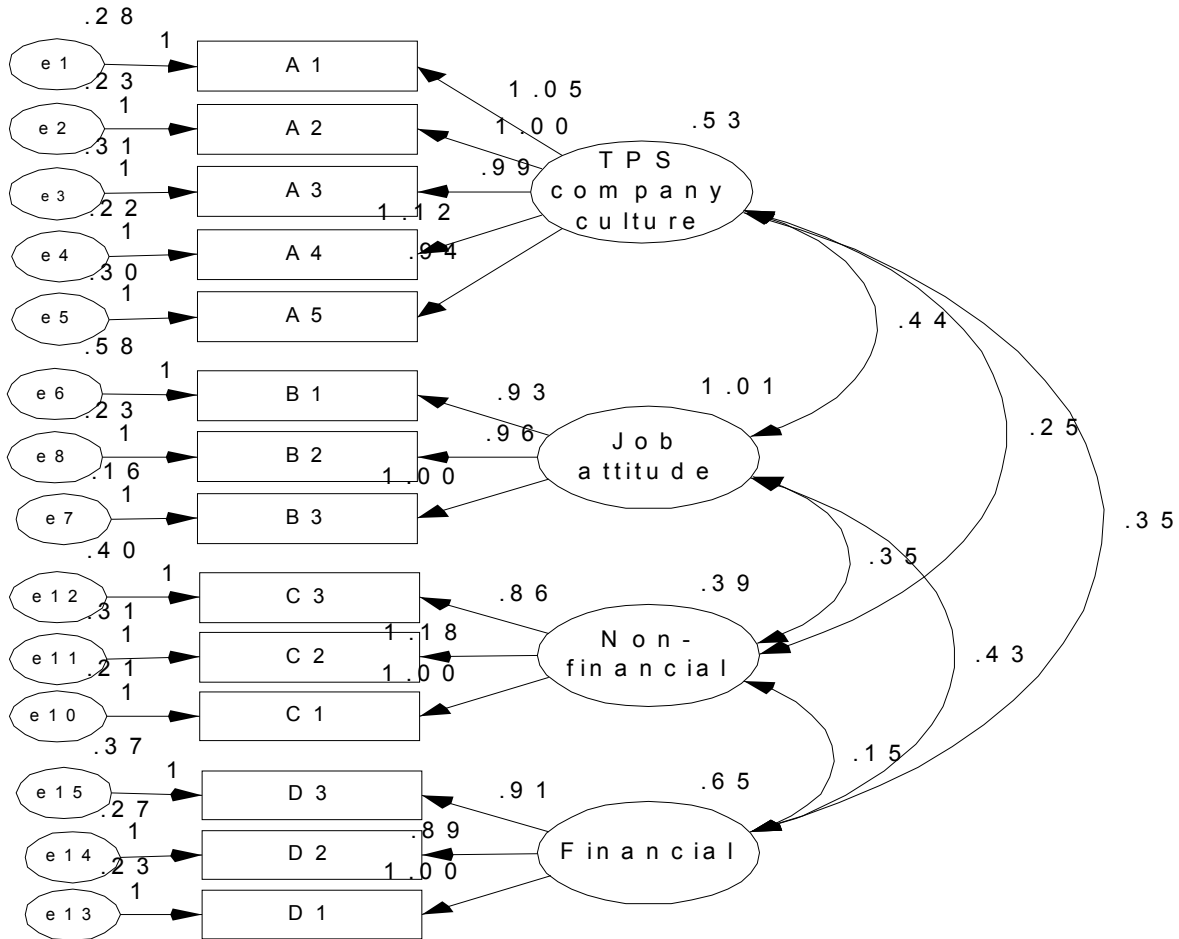 .28
1
e1
A1
.23
1
e2
A2
.31
1
e3
A3
.22
1
e4
A4
.30
1
e5
A5
1.05
1.00
.99
1.12
.94
.53
TPS
company
culture
.58
1
e6
B1
.23
1
e8
B2
.16
1
e7
B3
.93
.96
1.00
1.01
Job
attitude
.40
1
e12
C3
.31
1
e11
C2
.21
1
e10
C1
.86
1.18
1.00
.39
Non-
financial
.37
1
e15
D3
.27
1
e14
D2
.23
1
e13
D1
.91
.89
1.00
.65
Financial
.44
.25
.35
.35
.43
.15